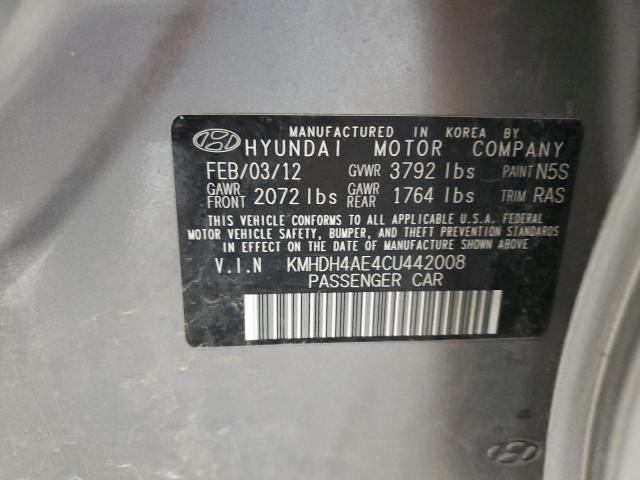 MANUFACTURED IN KOREA BY
HYUNDAI MOTOR COMPANY
FEB/03/12 GVWR 3792 lbs PAINT N5S
GAWR FRONT 2072 lbs GAWR REAR 1764 lbs TRIM RAS
THIS VEHICLE CONFORMS TO ALL APPLICABLE U.S.A. FEDERAL
MOTOR VEHICLE SAFETY, BUMPER, AND THEFT PREVENTION STANDARDS
IN EFFECT ON THE DATE OF MANUFACTURE SHOWN ABOVE.
V.I.N KMHDH4AE4CU442008
PASSENGER CAR